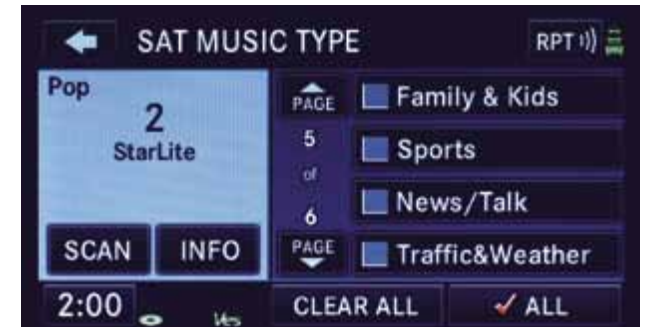 SAT MUSIC TYPE
RPT
Pop
2
StarLite
SCAN
INFO
PAGE
5
of
6
PAGE
Family & Kids
Sports
News/Talk
Traffic&Weather
2:00
CLEAR ALL
ALL